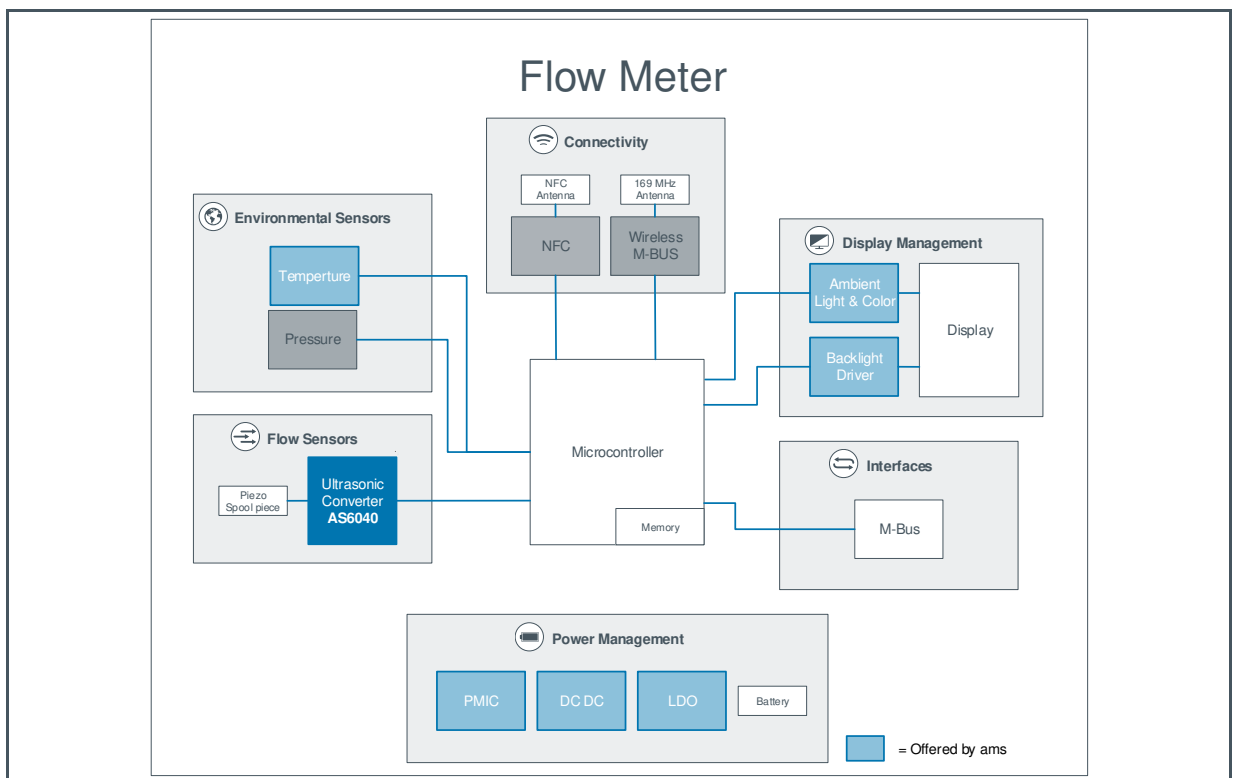 Flow Meter
Connectivity
NFC
Antenna
169 MHz
Antenna
NFC
Wireless
M-BUS
Environmental Sensors
Temperture
Pressure
Display Management
Ambient
Light & Color
Backlight
Driver
Display
Flow Sensors
Piezo
Spool piece
Ultrasonic
Converter
AS6040
Microcontroller
Memory
Interfaces
M-Bus
Power Management
PMIC
DC DC
LDO
Battery
= Offered by ams